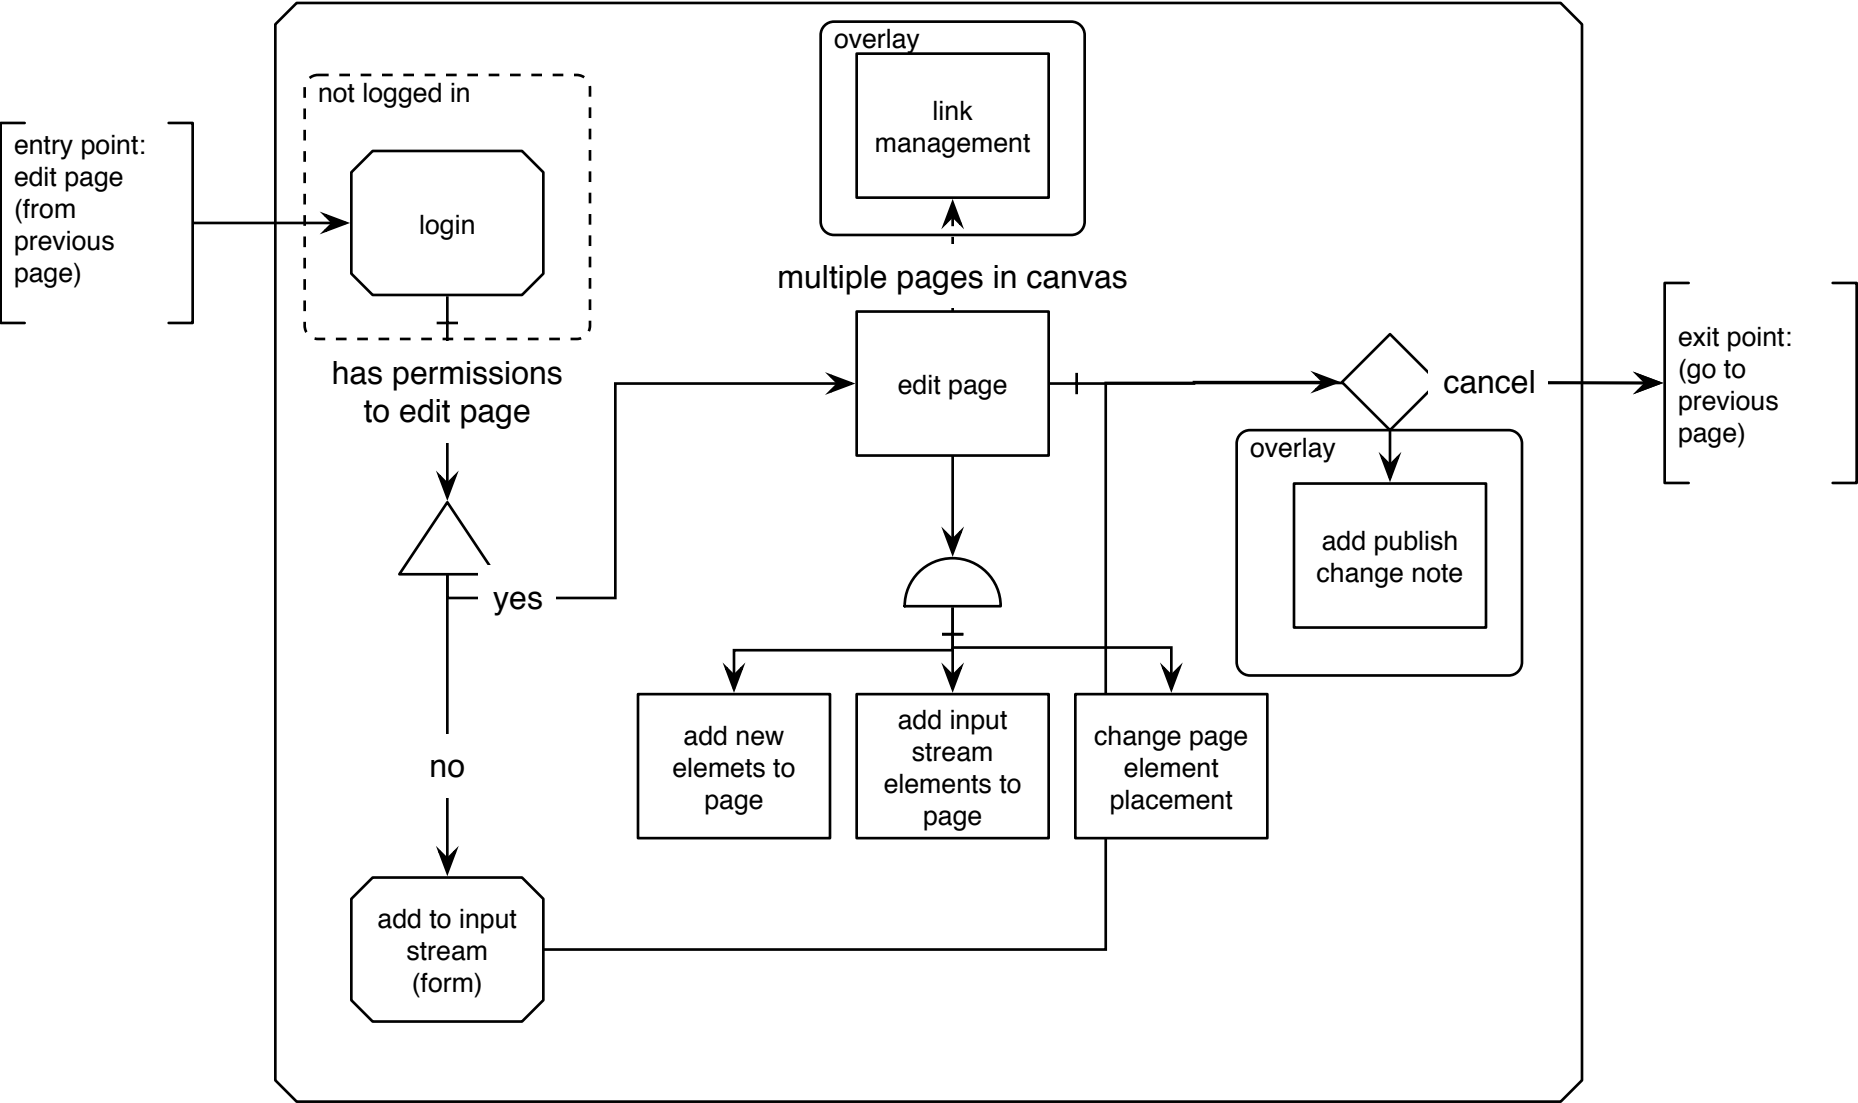 overlay
link
management
not logged in
login
entry point:
edit page
(from
previous
page)
multiple pages in canvas
has permissions
to edit page
edit page
cancel
exit point:
(go to
previous
page)
overlay
add publish
change note
yes
add new
elemets to
page
add input
stream
elements to
page
change page
element
placement
no
add to input
stream
(form)